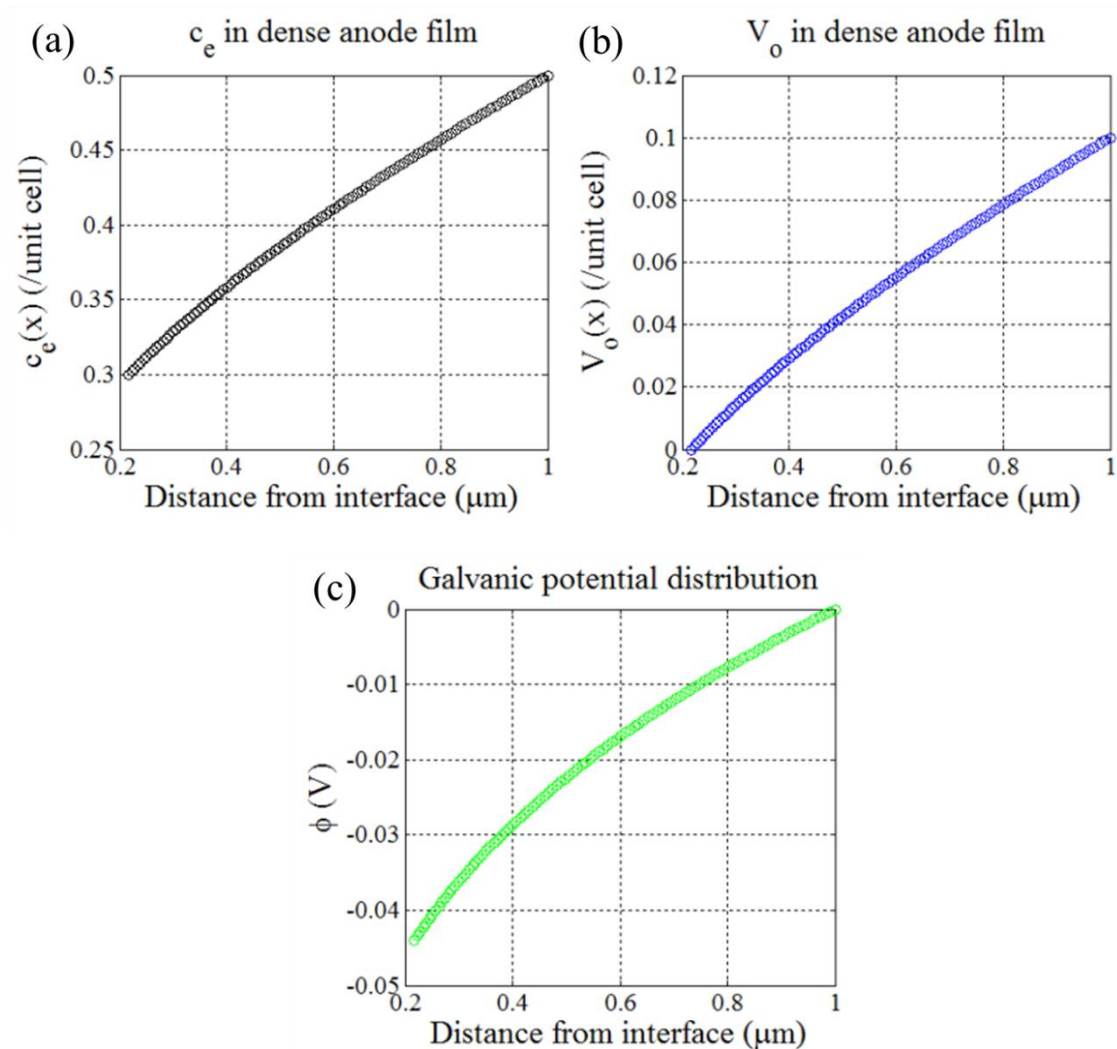 (a) c_e in dense anode film
0.5
0.45
0.4
0.35
0.3
0.25
c_e(x) (/unit cell)
0.2 0.4 0.6 0.8 1
Distance from interface (μm)
(b) V_o in dense anode film
0.12
0.1
0.08
0.06
0.04
0.02
0
V_o(x) (/unit cell)
0.2 0.4 0.6 0.8 1
Distance from interface (μm)
(c) Galvanic potential distribution
0
-0.01
-0.02
-0.03
-0.04
-0.05
ϕ (V)
0.2 0.4 0.6 0.8 1
Distance from interface (μm)